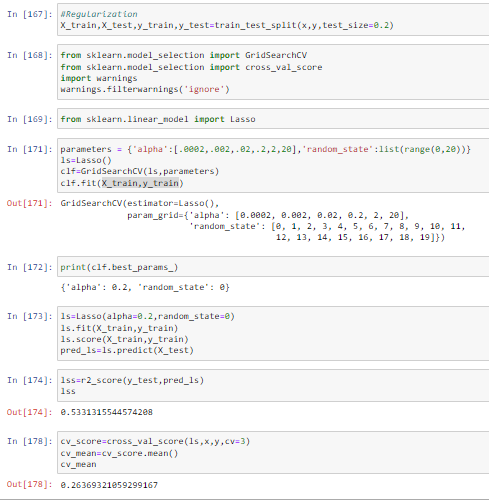 In [167]: #Regularization
X_train,X_test,y_train,y_test=train_test_split(x,y,test_size=0.2)
In [168]: from sklearn.model_selection import GridSearchCV
from sklearn.model_selection import cross_val_score
import warnings
warnings.filterwarnings('ignore')
In [169]: from sklearn.linear_model import Lasso
In [171]: parameters = {'alpha':[.0002,.002,.02,.2,2,20],'random_state':list(range(0,20))}
ls=Lasso()
clf=GridSearchCV(ls,parameters)
clf.fit(X_train,y_train)
Out[171]: GridSearchCV(estimator=Lasso(),
param_grid={'alpha': [0.0002, 0.002, 0.02, 0.2, 2, 20],
'random_state': [0, 1, 2, 3, 4, 5, 6, 7, 8, 9, 10, 11,
12, 13, 14, 15, 16, 17, 18, 19]})
In [172]: print(clf.best_params_)
{'alpha': 0.2, 'random_state': 0}
In [173]: ls=Lasso(alpha=0.2,random_state=0)
ls.fit(X_train,y_train)
ls.score(X_train,y_train)
pred_ls=ls.predict(X_test)
In [174]: lss=r2_score(y_test,pred_ls)
lss
Out[174]: 0.5331315544574208
In [178]: cv_score=cross_val_score(ls,x,y,cv=3)
cv_mean=cv_score.mean()
cv_mean
Out[178]: 0.26369321059299167